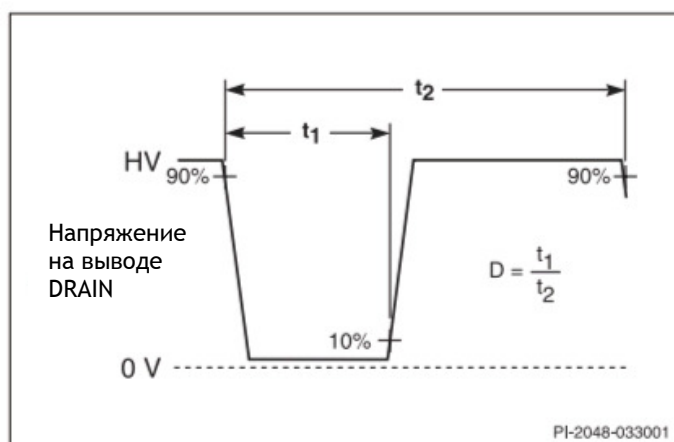 t2
t1
HV
90%
90%
Напряжение
на выводе
DRAIN
D = t1
t2
10%
0 V
PI-2048-033001